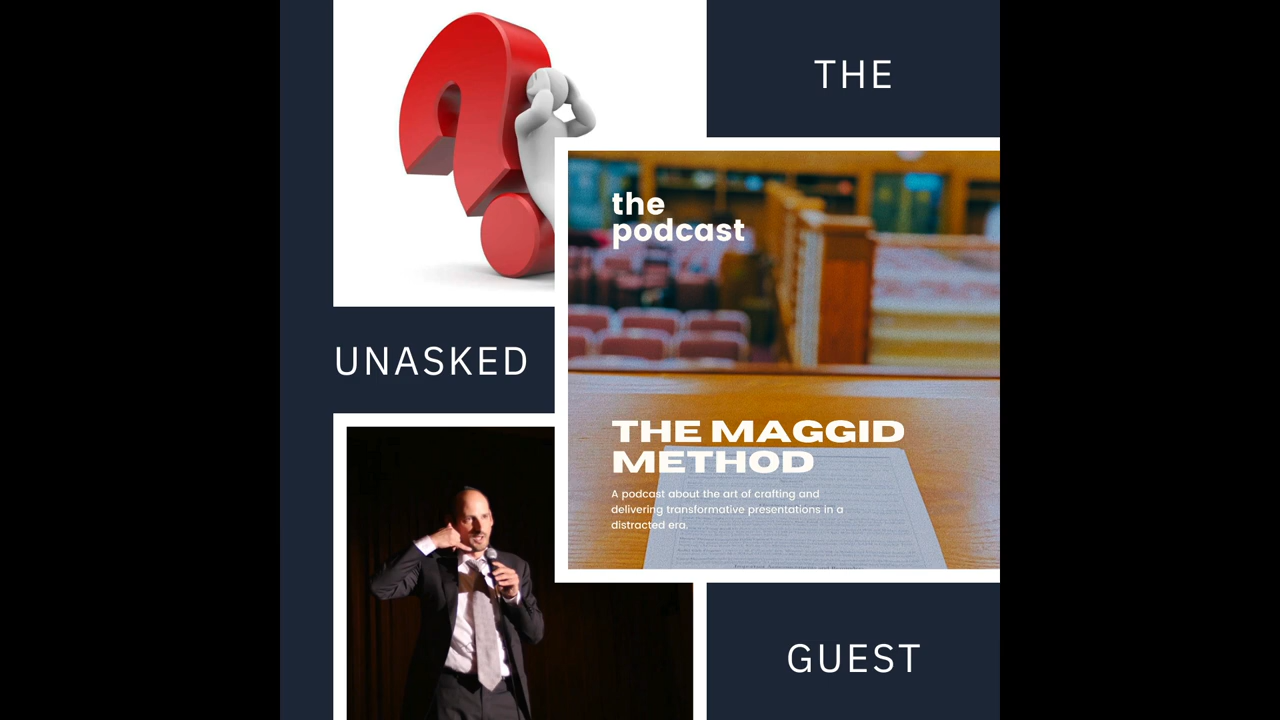 THE
the
podcast
UNASKED
THE MAGGID
METHOD
A podcast about the art of crafting and
delivering transformative presentations in a
distracted era.
GUEST